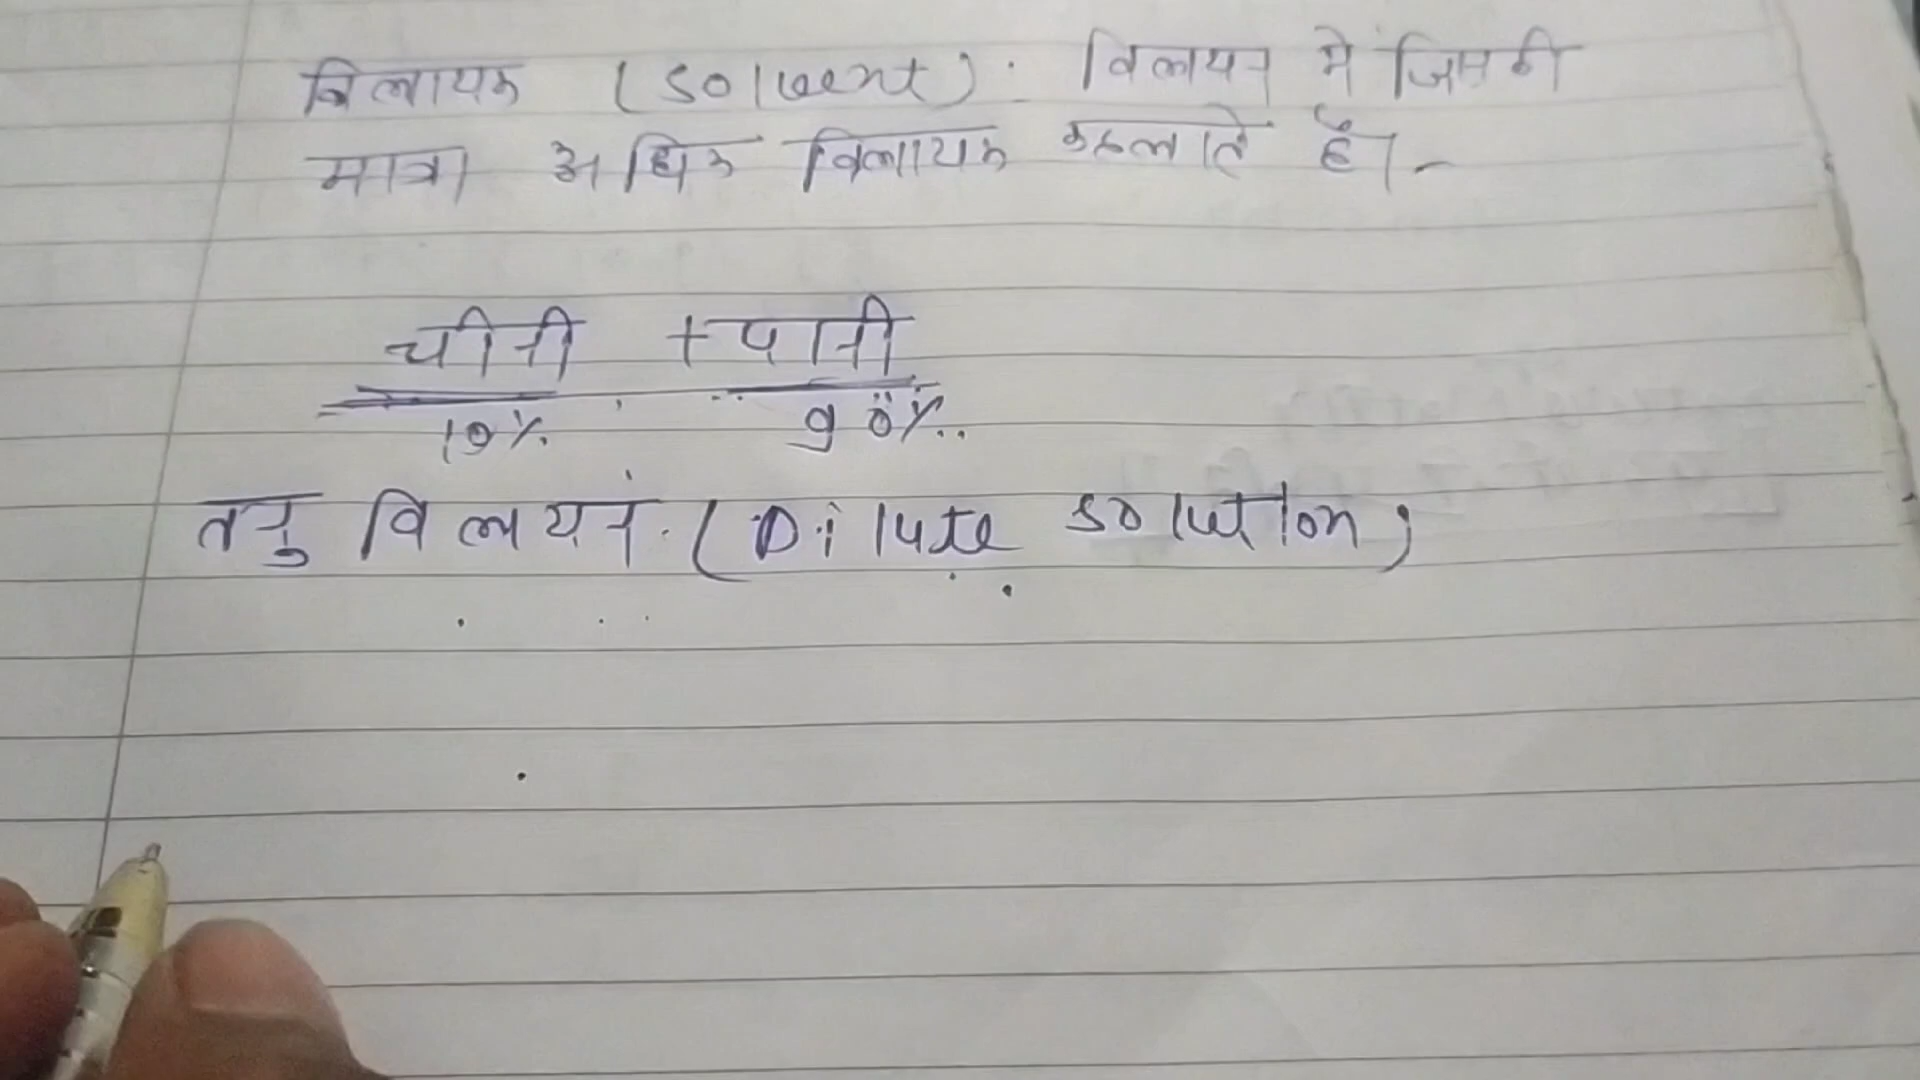 विलायक (Solvent): विलयन में जिसकी
मात्रा अधिक विलायक कहलाते है।-
चीनी + पानी
10% 90%
तनु विलयन (Dilute solution)